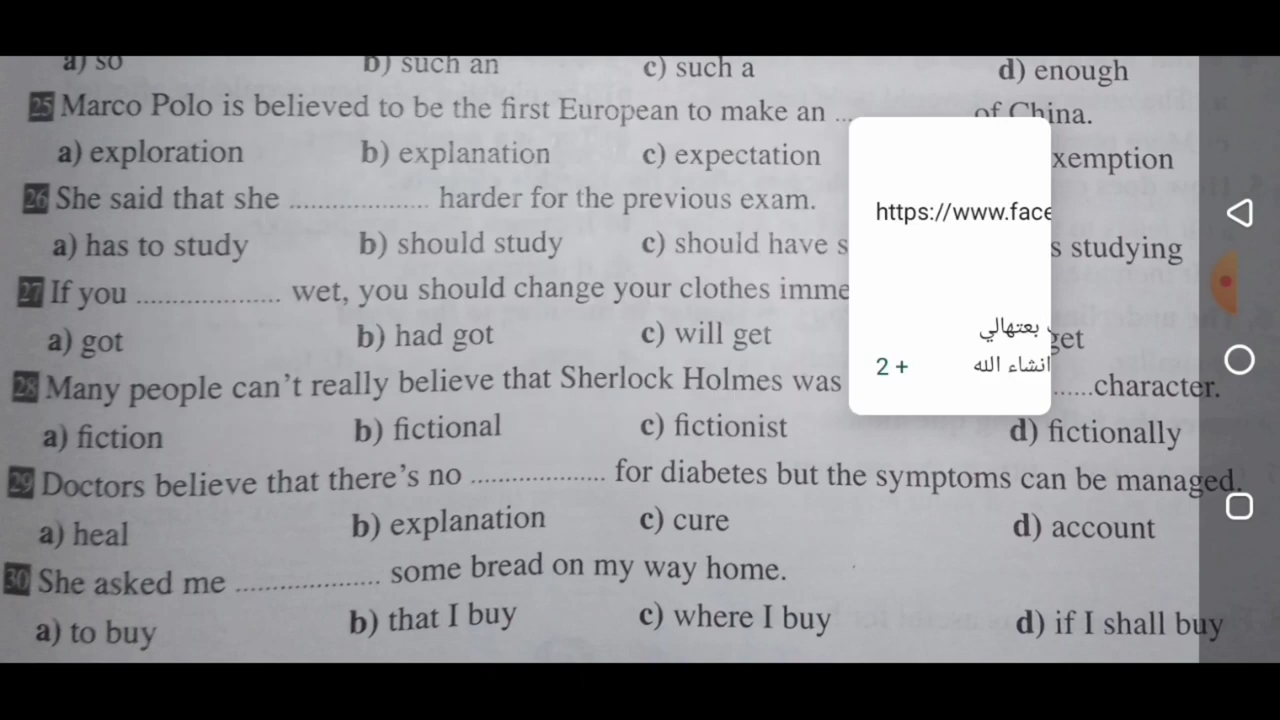 a) so b) such an c) such a d) enough
25 Marco Polo is believed to be the first European to make an ... of China.
a) exploration b) explanation c) expectation xemption
26 She said that she .................. harder for the previous exam.
a) has to study b) should study c) should have s s studying
27 If you .................. wet, you should change your clothes imme
a) got b) had got c) will get get
28 Many people can't really believe that Sherlock Holmes was ......character.
a) fiction b) fictional c) fictionist d) fictionally
29 Doctors believe that there's no .................. for diabetes but the symptoms can be managed.
a) heal b) explanation c) cure d) account
30 She asked me .................. some bread on my way home.
a) to buy b) that I buy c) where I buy d) if I shall buy
https://www.face
بعتهالي
انشاء الله
2 +